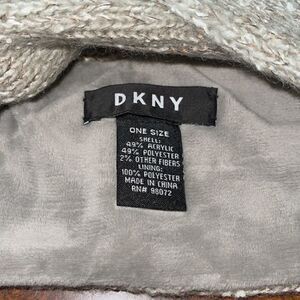 DKNY
ONE SIZE
SHELL:
49% ACRYLIC
49% POLYESTER
2% OTHER FIBERS
LINING:
100% POLYESTER
MADE IN CHINA
RN# 98072